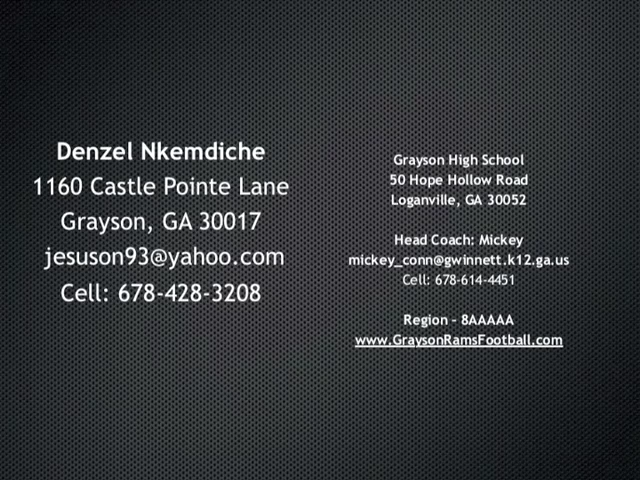 Denzel Nkemdiche
1160 Castle Pointe Lane
Grayson, GA 30017
jesuson93@yahoo.com
Cell: 678-428-3208
Grayson High School
50 Hope Hollow Road
Loganville, GA 30052
Head Coach: Mickey
mickey_conn@gwinnett.k12.ga.us
Cell: 678-614-4451
Region - 8AAAAA
www.GraysonRamsFootball.com